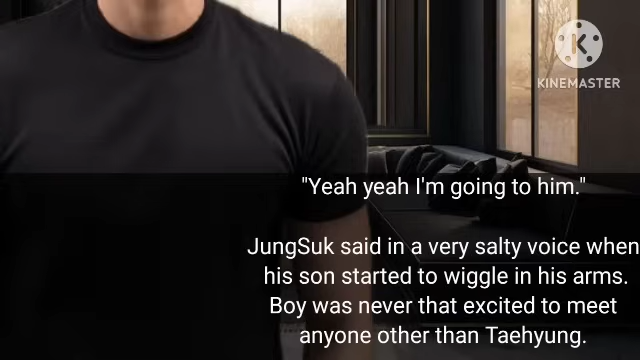 KINEMASTER
"Yeah yeah I'm going to him."
JungSuk said in a very salty voice when
his son started to wiggle in his arms.
Boy was never that excited to meet
anyone other than Taehyung.